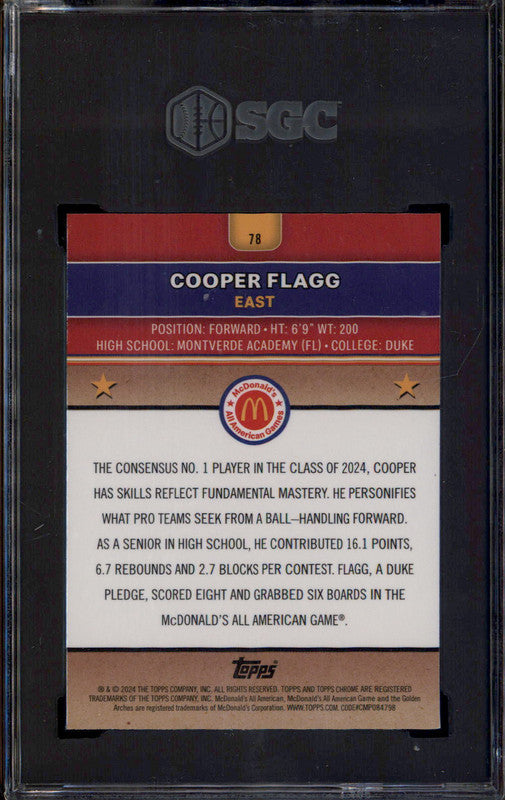 SGC
78
COOPER FLAGG
EAST
POSITION: FORWARD • HT: 6'9" WT: 200
HIGH SCHOOL: MONTVERDE ACADEMY (FL) • COLLEGE: DUKE
McDonald's
All American Games
THE CONSENSUS NO. 1 PLAYER IN THE CLASS OF 2024, COOPER
HAS SKILLS REFLECT FUNDAMENTAL MASTERY. HE PERSONIFIES
WHAT PRO TEAMS SEEK FROM A BALL–HANDLING FORWARD.
AS A SENIOR IN HIGH SCHOOL, HE CONTRIBUTED 16.1 POINTS,
6.7 REBOUNDS AND 2.7 BLOCKS PER CONTEST. FLAGG, A DUKE
PLEDGE, SCORED EIGHT AND GRABBED SIX BOARDS IN THE
McDONALD'S ALL AMERICAN GAME®.
topps
® & © 2024 THE TOPPS COMPANY, INC. ALL RIGHTS RESERVED. TOPPS AND TOPPS CHROME ARE REGISTERED
TRADEMARKS OF THE TOPPS COMPANY, INC. McDonald's All American, McDonald's All American Game and the Golden
Arches are registered trademarks of McDonald's Corporation. WWW.TOPPS.COM. CODE#CMP084798